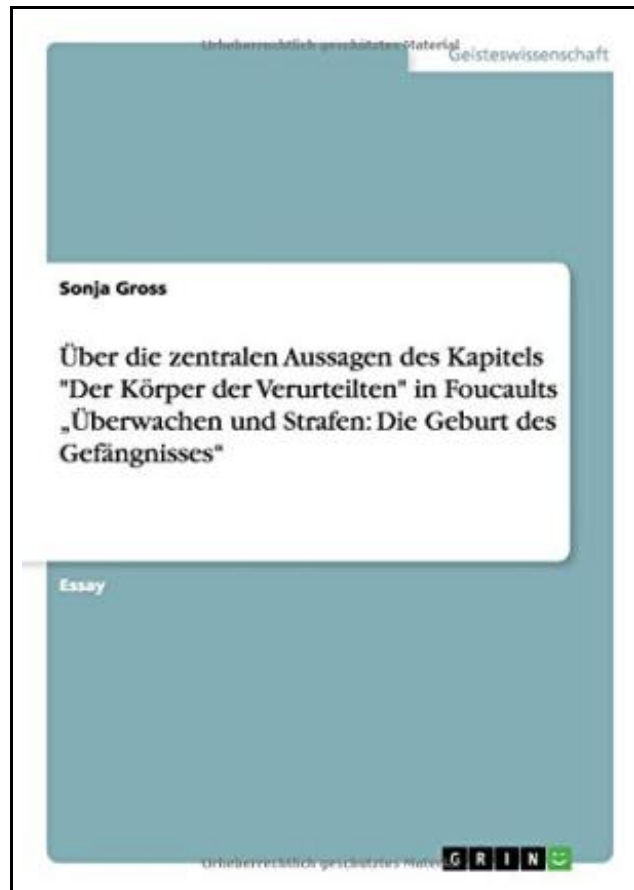 Urheberrechtlich geschütztes Material
Geisteswissenschaft
Sonja Gross
Über die zentralen Aussagen des Kapitels
"Der Körper der Verurteilten" in Foucaults
„Überwachen und Strafen: Die Geburt des
Gefängnisses“
Essay
Urheberrechtlich geschütztes Mater
GRIN